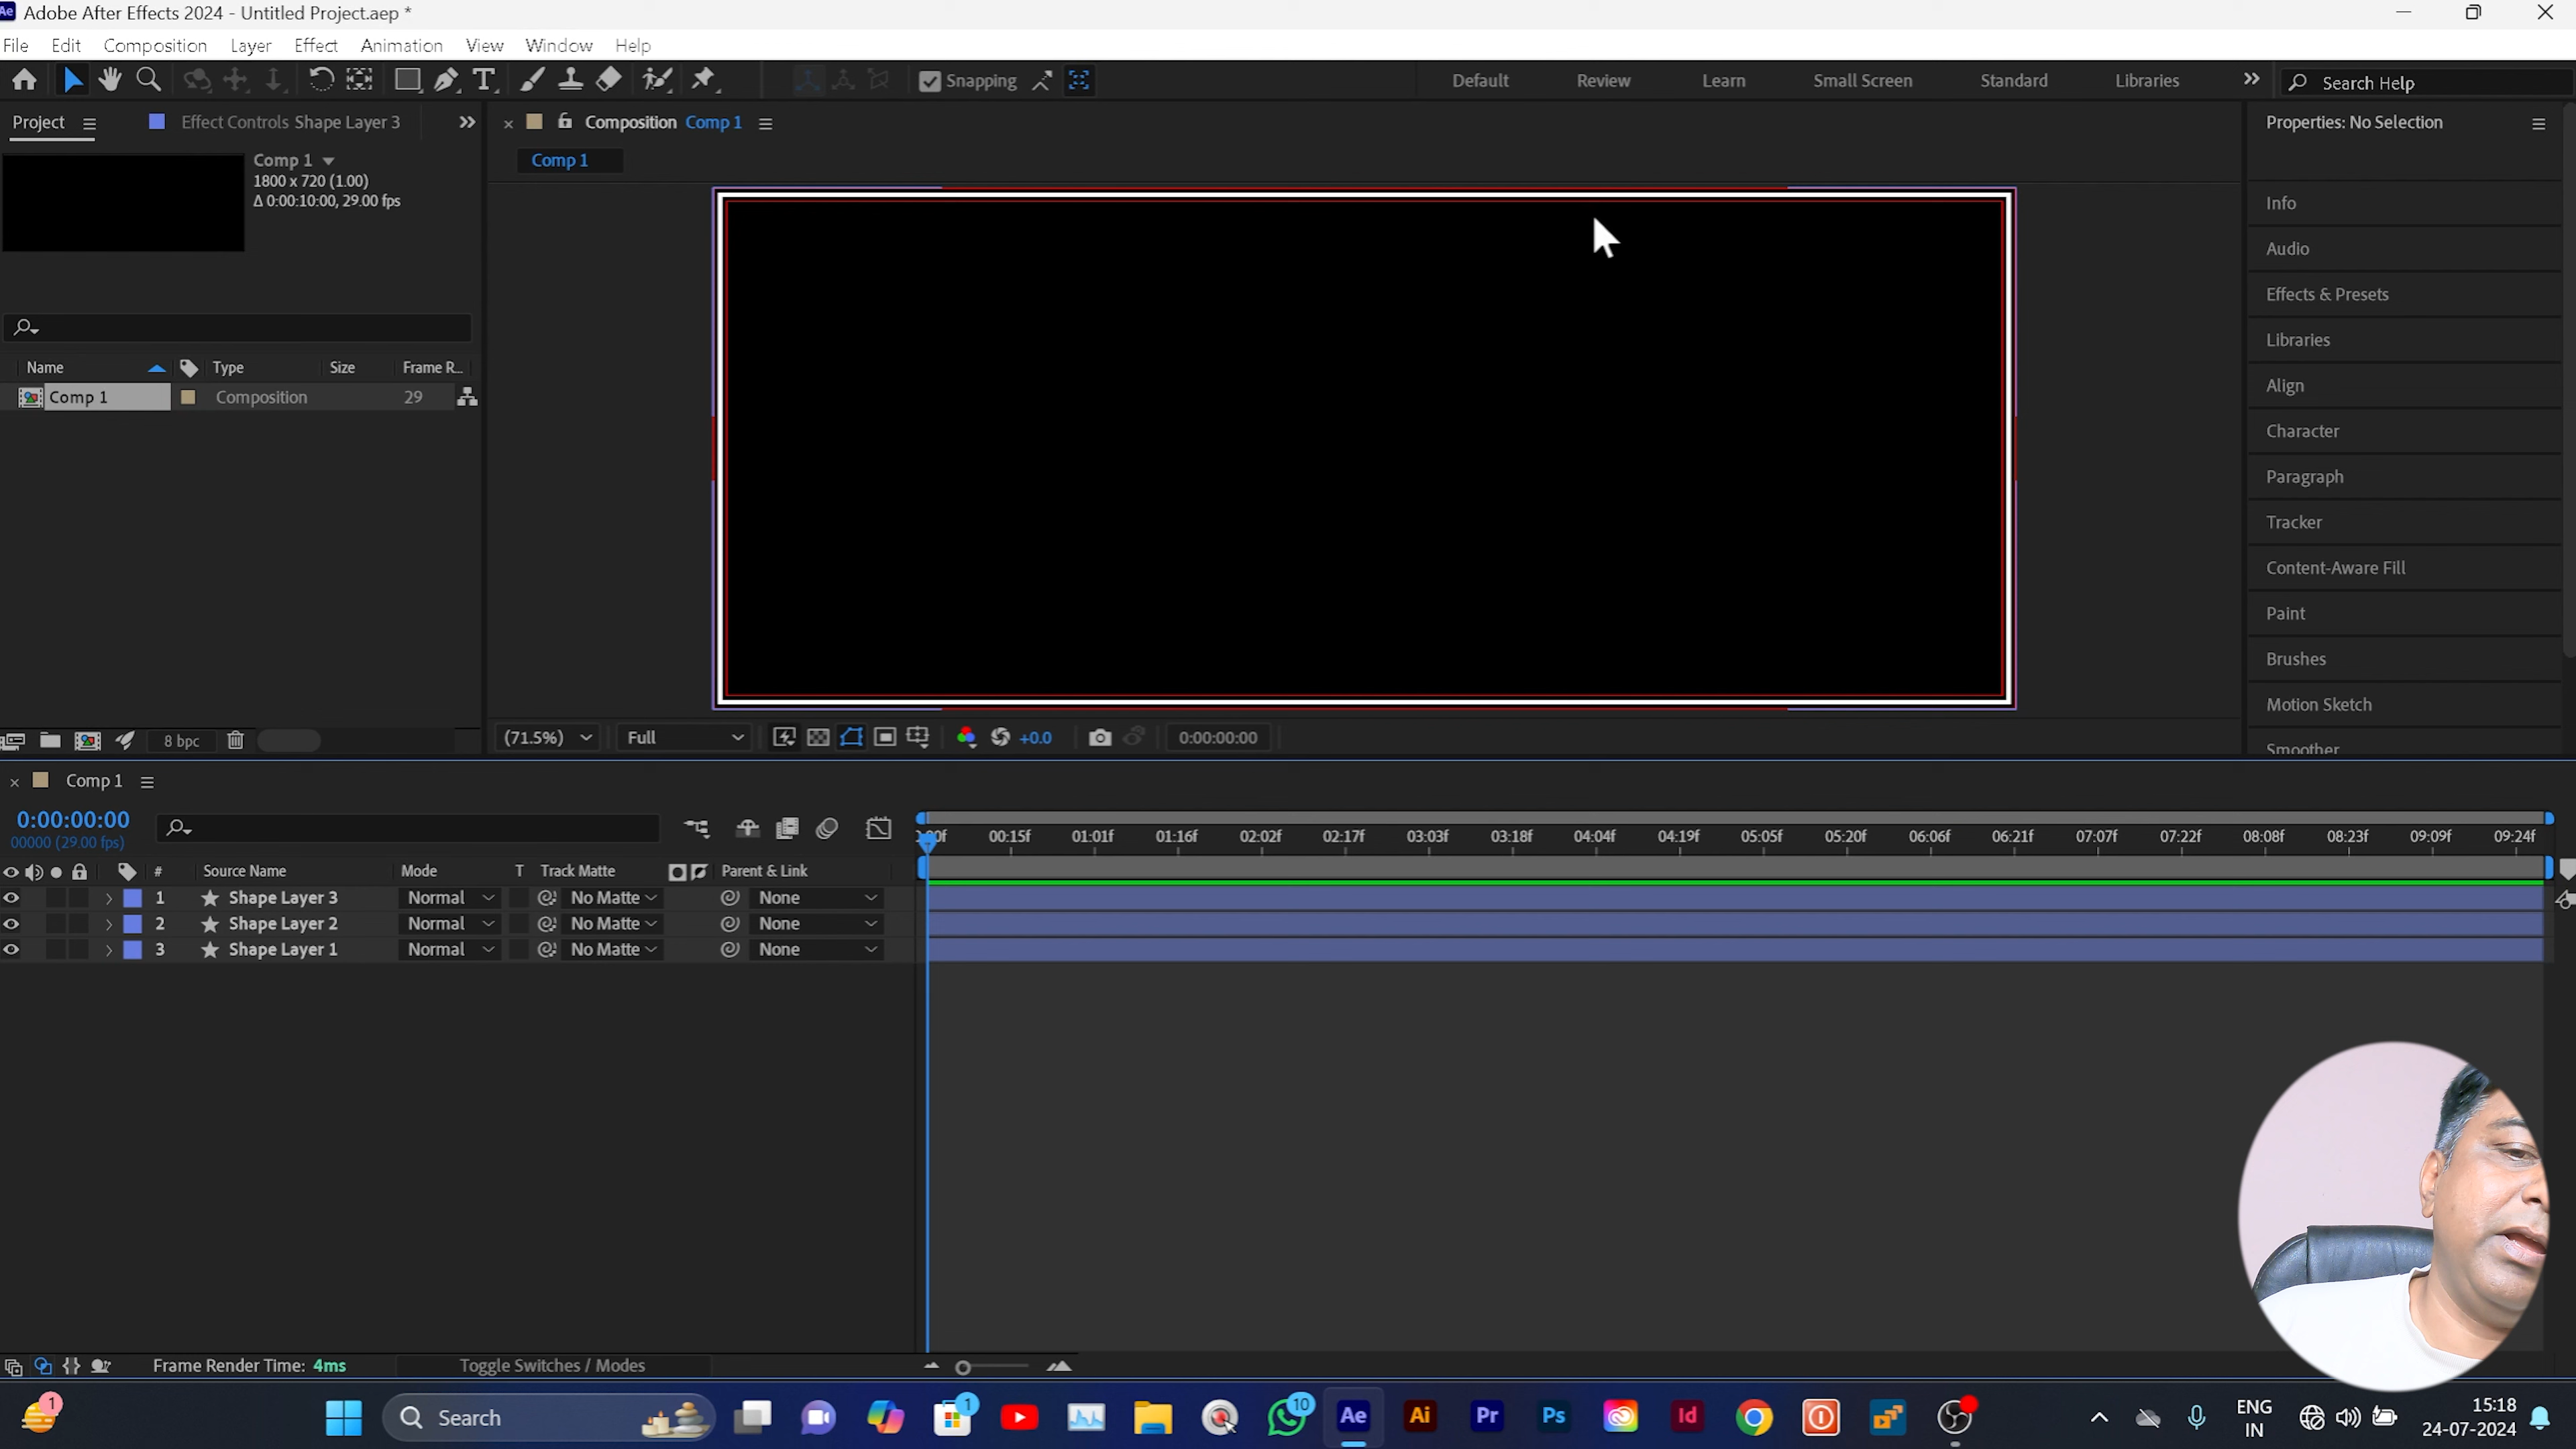 Ae Adobe After Effects 2024 - Untitled Project.aep *
File Edit Composition Layer Effect Animation View Window Help
Snapping Default Review Learn Small Screen Standard Libraries Search Help
Project Effect Controls Shape Layer 3 Composition Comp 1 Properties: No Selection
Comp 1
Comp 1
1800 x 720 (1.00)
Δ 0:00:10:00, 29.00 fps
Info
Audio
Effects & Presets
Libraries
Align
Character
Paragraph
Tracker
Content-Aware Fill
Paint
Brushes
Motion Sketch
Smoother
Name Type Size Frame R...
Comp 1 Composition 29
8 bpc
(71.5%) Full +0.0 0:00:00:00
Comp 1
0:00:00:00
00000 (29.00 fps)
00:15f 01:01f 01:16f 02:02f 02:17f 03:03f 03:18f 04:04f 04:19f 05:05f 05:20f 06:06f 06:21f 07:07f 07:22f 08:08f 08:23f 09:09f 09:24f
# Source Name Mode T Track Matte Parent & Link
1 Shape Layer 3 Normal No Matte None
2 Shape Layer 2 Normal No Matte None
3 Shape Layer 1 Normal No Matte None
Frame Render Time: 4ms Toggle Switches / Modes
1 Search 1 10 Ae Ai Pr Ps Id ENG
IN 15:18
24-07-2024